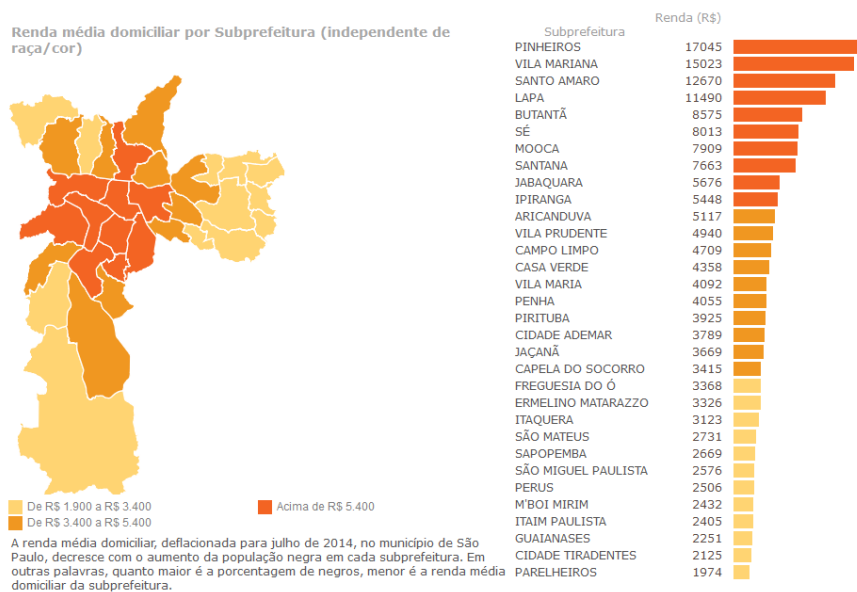 Renda média domiciliar por Subprefeitura (independente de
raça/cor)
De R$ 1.900 a R$ 3.400
De R$ 3.400 a R$ 5.400
Acima de R$ 5.400
A renda média domiciliar, deflacionada para julho de 2014, no município de São
Paulo, decresce com o aumento da população negra em cada subprefeitura. Em
outras palavras, quanto maior é a porcentagem de negros, menor é a renda média
domiciliar da subprefeitura.
Subprefeitura Renda (R$)
PINHEIROS 17045
VILA MARIANA 15023
SANTO AMARO 12670
LAPA 11490
BUTANTÃ 8575
SÉ 8013
MOOCA 7909
SANTANA 7663
JABAQUARA 5676
IPIRANGA 5448
ARICANDUVA 5117
VILA PRUDENTE 4940
CAMPO LIMPO 4709
CASA VERDE 4358
VILA MARIA 4092
PENHA 4055
PIRITUBA 3925
CIDADE ADEMAR 3789
JAÇANÃ 3669
CAPELA DO SOCORRO 3415
FREGUESIA DO Ó 3368
ERMELINO MATARAZZO 3326
ITAQUERA 3123
SÃO MATEUS 2731
SAPOPEMBA 2669
SÃO MIGUEL PAULISTA 2576
PERUS 2506
M'BOI MIRIM 2432
ITAIM PAULISTA 2405
GUAIANASES 2251
CIDADE TIRADENTES 2125
PARELHEIROS 1974